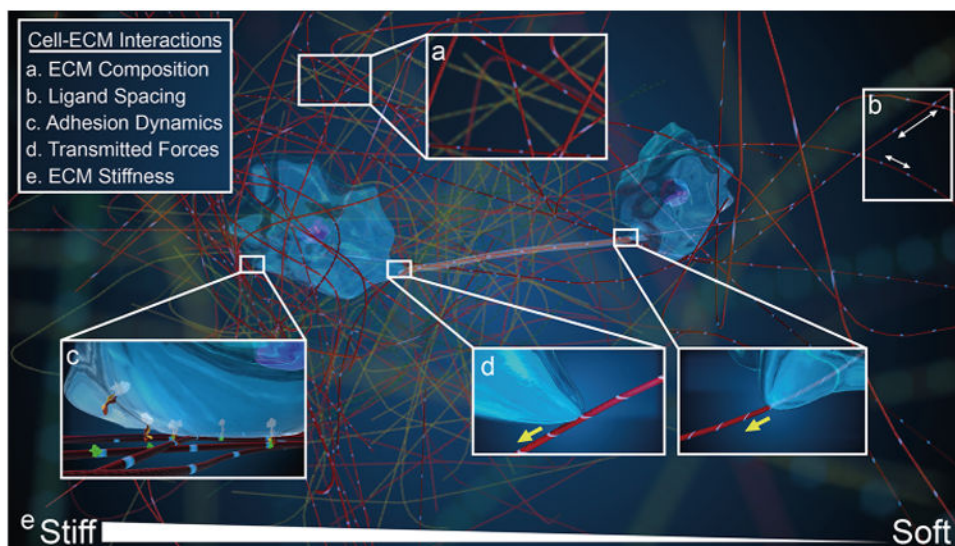 Cell-ECM Interactions
a. ECM Composition
b. Ligand Spacing
c. Adhesion Dynamics
d. Transmitted Forces
e. ECM Stiffness
a
b
c
d
e Stiff
Soft